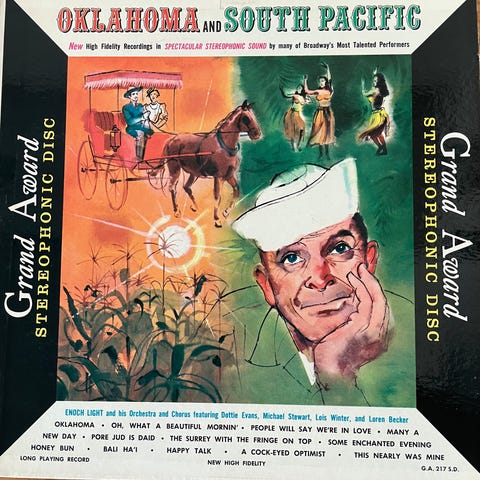 OKLAHOMA AND SOUTH PACIFIC
New High Fidelity Recordings in SPECTACULAR STEREOPHONIC SOUND by many of Broadway's Most Talented Performers
Grand Award
STEREOPHONIC DISC
Grand Award
STEREOPHONIC DISC
ENOCH LIGHT and his Orchestra and Chorus featuring Dottie Evans, Michael Stewart, Lois Winter, and Loren Becker
OKLAHOMA • OH, WHAT A BEAUTIFUL MORNIN' • PEOPLE WILL SAY WE'RE IN LOVE • MANY A
NEW DAY • PORE JUD IS DAID • THE SURREY WITH THE FRINGE ON TOP • SOME ENCHANTED EVENING
HONEY BUN • BALI HA'I • HAPPY TALK • A COCK-EYED OPTIMIST • THIS NEARLY WAS MINE
LONG PLAYING RECORD NEW HIGH FIDELITY G.A. 217 S.D.